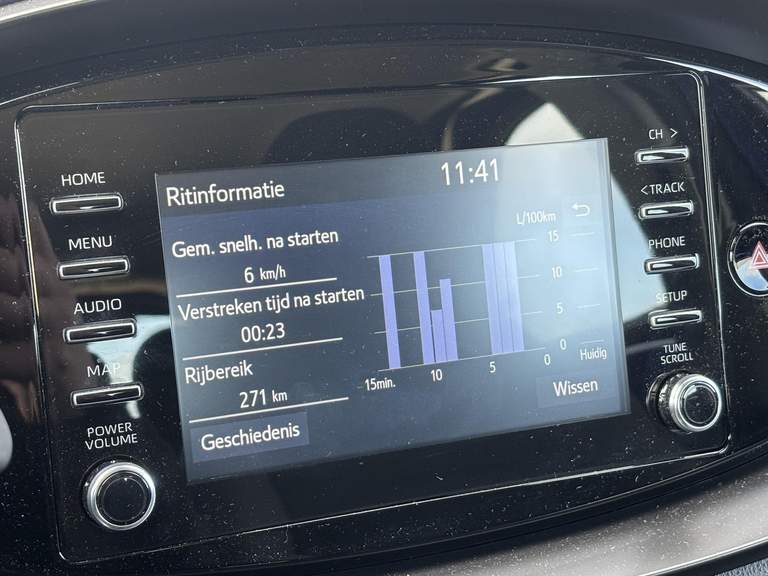 HOME
MENU
AUDIO
MAP
POWER
VOLUME
Ritinformatie
11:41
Gem. snelh. na starten
6 km/h
Verstreken tijd na starten
00:23
Rijbereik
271 km
Geschiedenis
L/100km
15
10
5
0
15min.
10
5
0
Huidig
Wissen
CH >
< TRACK
PHONE
SETUP
TUNE
SCROLL